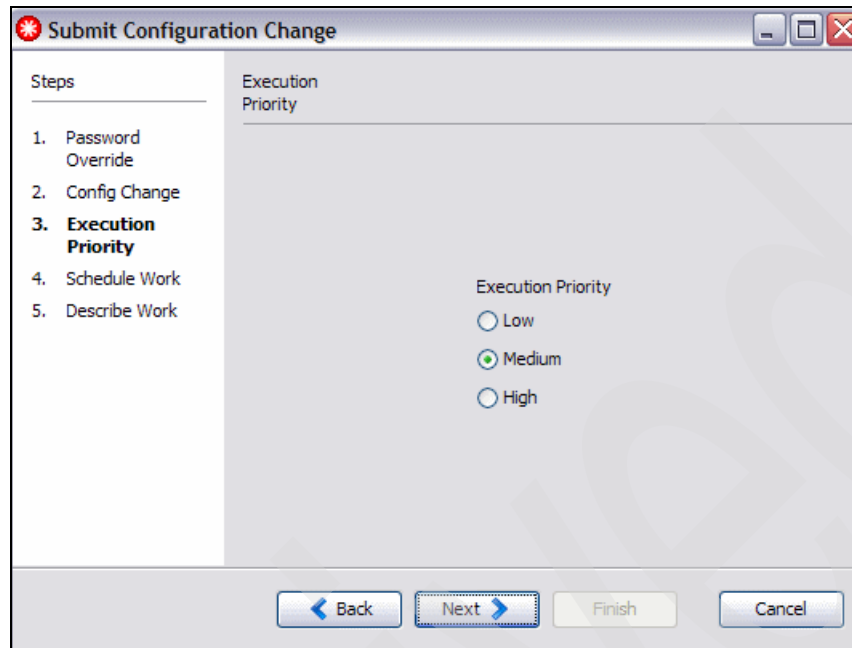 Submit Configuration Change
Steps
1. Password
Override
2. Config Change
3. Execution
Priority
4. Schedule Work
5. Describe Work
Execution
Priority
Execution Priority
Low
Medium
High
Back
Next
Finish
Cancel